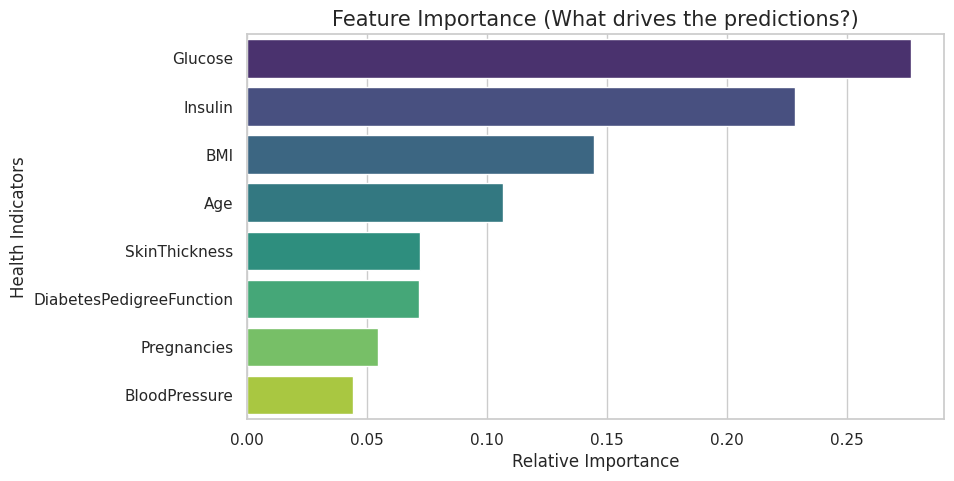 Feature Importance (What drives the predictions?)
Health Indicators
Glucose
Insulin
BMI
Age
SkinThickness
DiabetesPedigreeFunction
Pregnancies
BloodPressure
0.00 0.05 0.10 0.15 0.20 0.25
Relative Importance